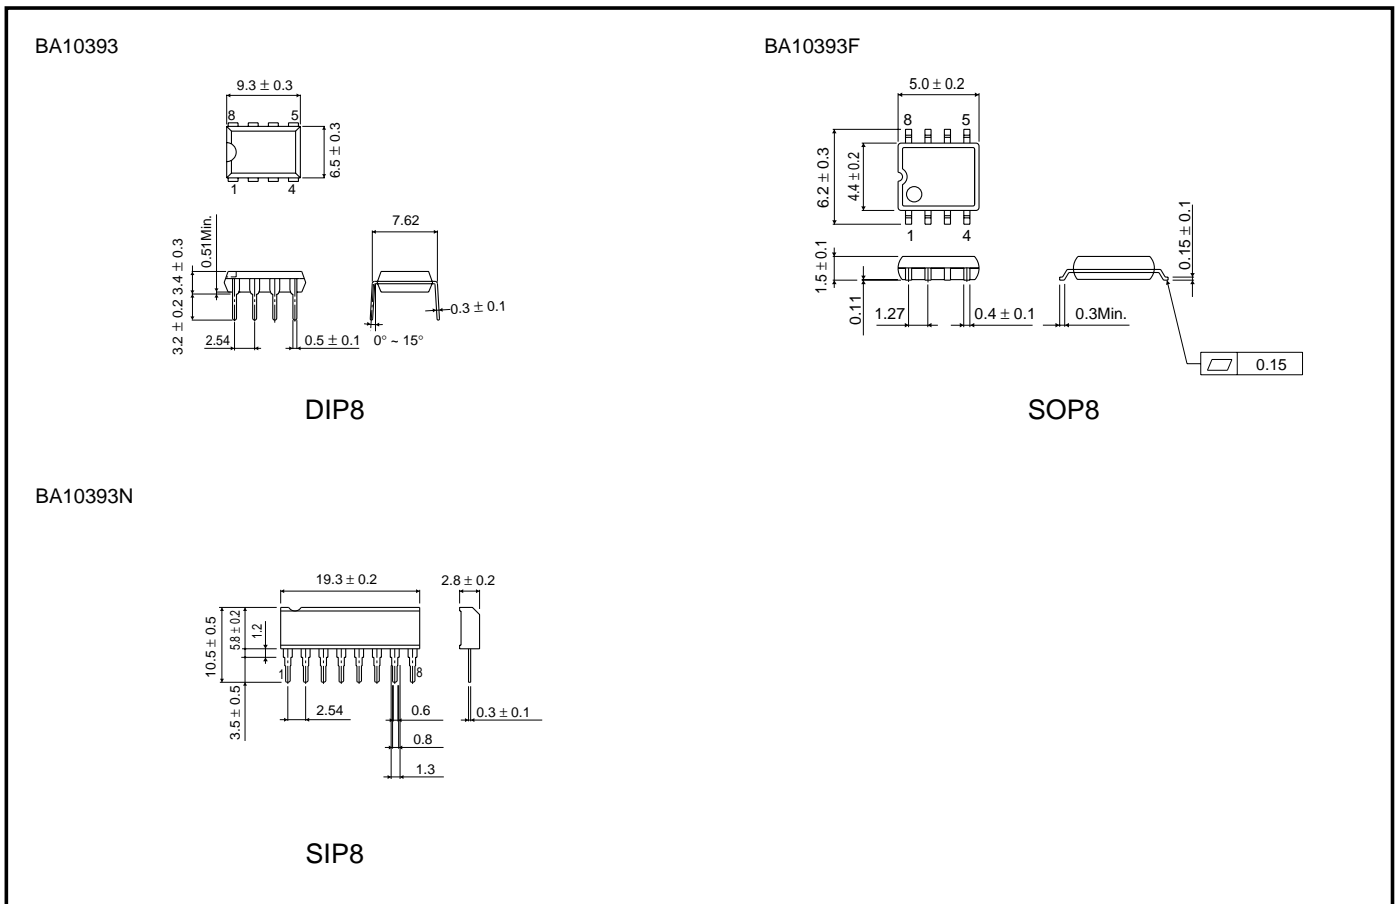 BA10393
9.3 ± 0.3
8 5
6.5 ± 0.3
1 4
0.51Min.
3.2 ± 0.2 3.4 ± 0.3
7.62
2.54
0.5 ± 0.1
0° ~ 15°
0.3 ± 0.1
DIP8
BA10393F
5.0 ± 0.2
8 5
6.2 ± 0.3
4.4 ± 0.2
1 4
1.5 ± 0.1
0.11
1.27
0.4 ± 0.1
0.3Min.
0.15 ± 0.1
0.15
SOP8
BA10393N
19.3 ± 0.2
2.8 ± 0.2
10.5 ± 0.5
5.8 ± 0.2
1.2
1 8
3.5 ± 0.5
2.54
0.6
0.3 ± 0.1
0.8
1.3
SIP8